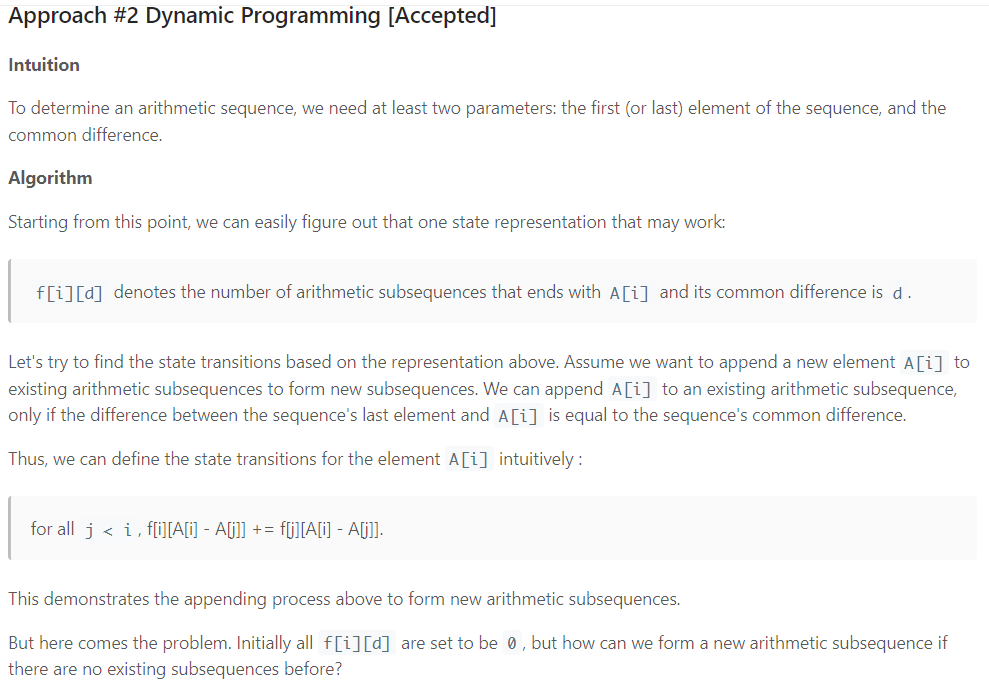 Approach #2 Dynamic Programming [Accepted]
Intuition
To determine an arithmetic sequence, we need at least two parameters: the first (or last) element of the sequence, and the
common difference.
Algorithm
Starting from this point, we can easily figure out that one state representation that may work:
f[i][d] denotes the number of arithmetic subsequences that ends with A[i] and its common difference is d .
Let's try to find the state transitions based on the representation above. Assume we want to append a new element A[i] to
existing arithmetic subsequences to form new subsequences. We can append A[i] to an existing arithmetic subsequence,
only if the difference between the sequence's last element and A[i] is equal to the sequence's common difference.
Thus, we can define the state transitions for the element A[i] intuitively :
for all j < i , f[i][A[i] - A[j]] += f[j][A[i] - A[j]].
This demonstrates the appending process above to form new arithmetic subsequences.
But here comes the problem. Initially all f[i][d] are set to be 0 , but how can we form a new arithmetic subsequence if
there are no existing subsequences before?